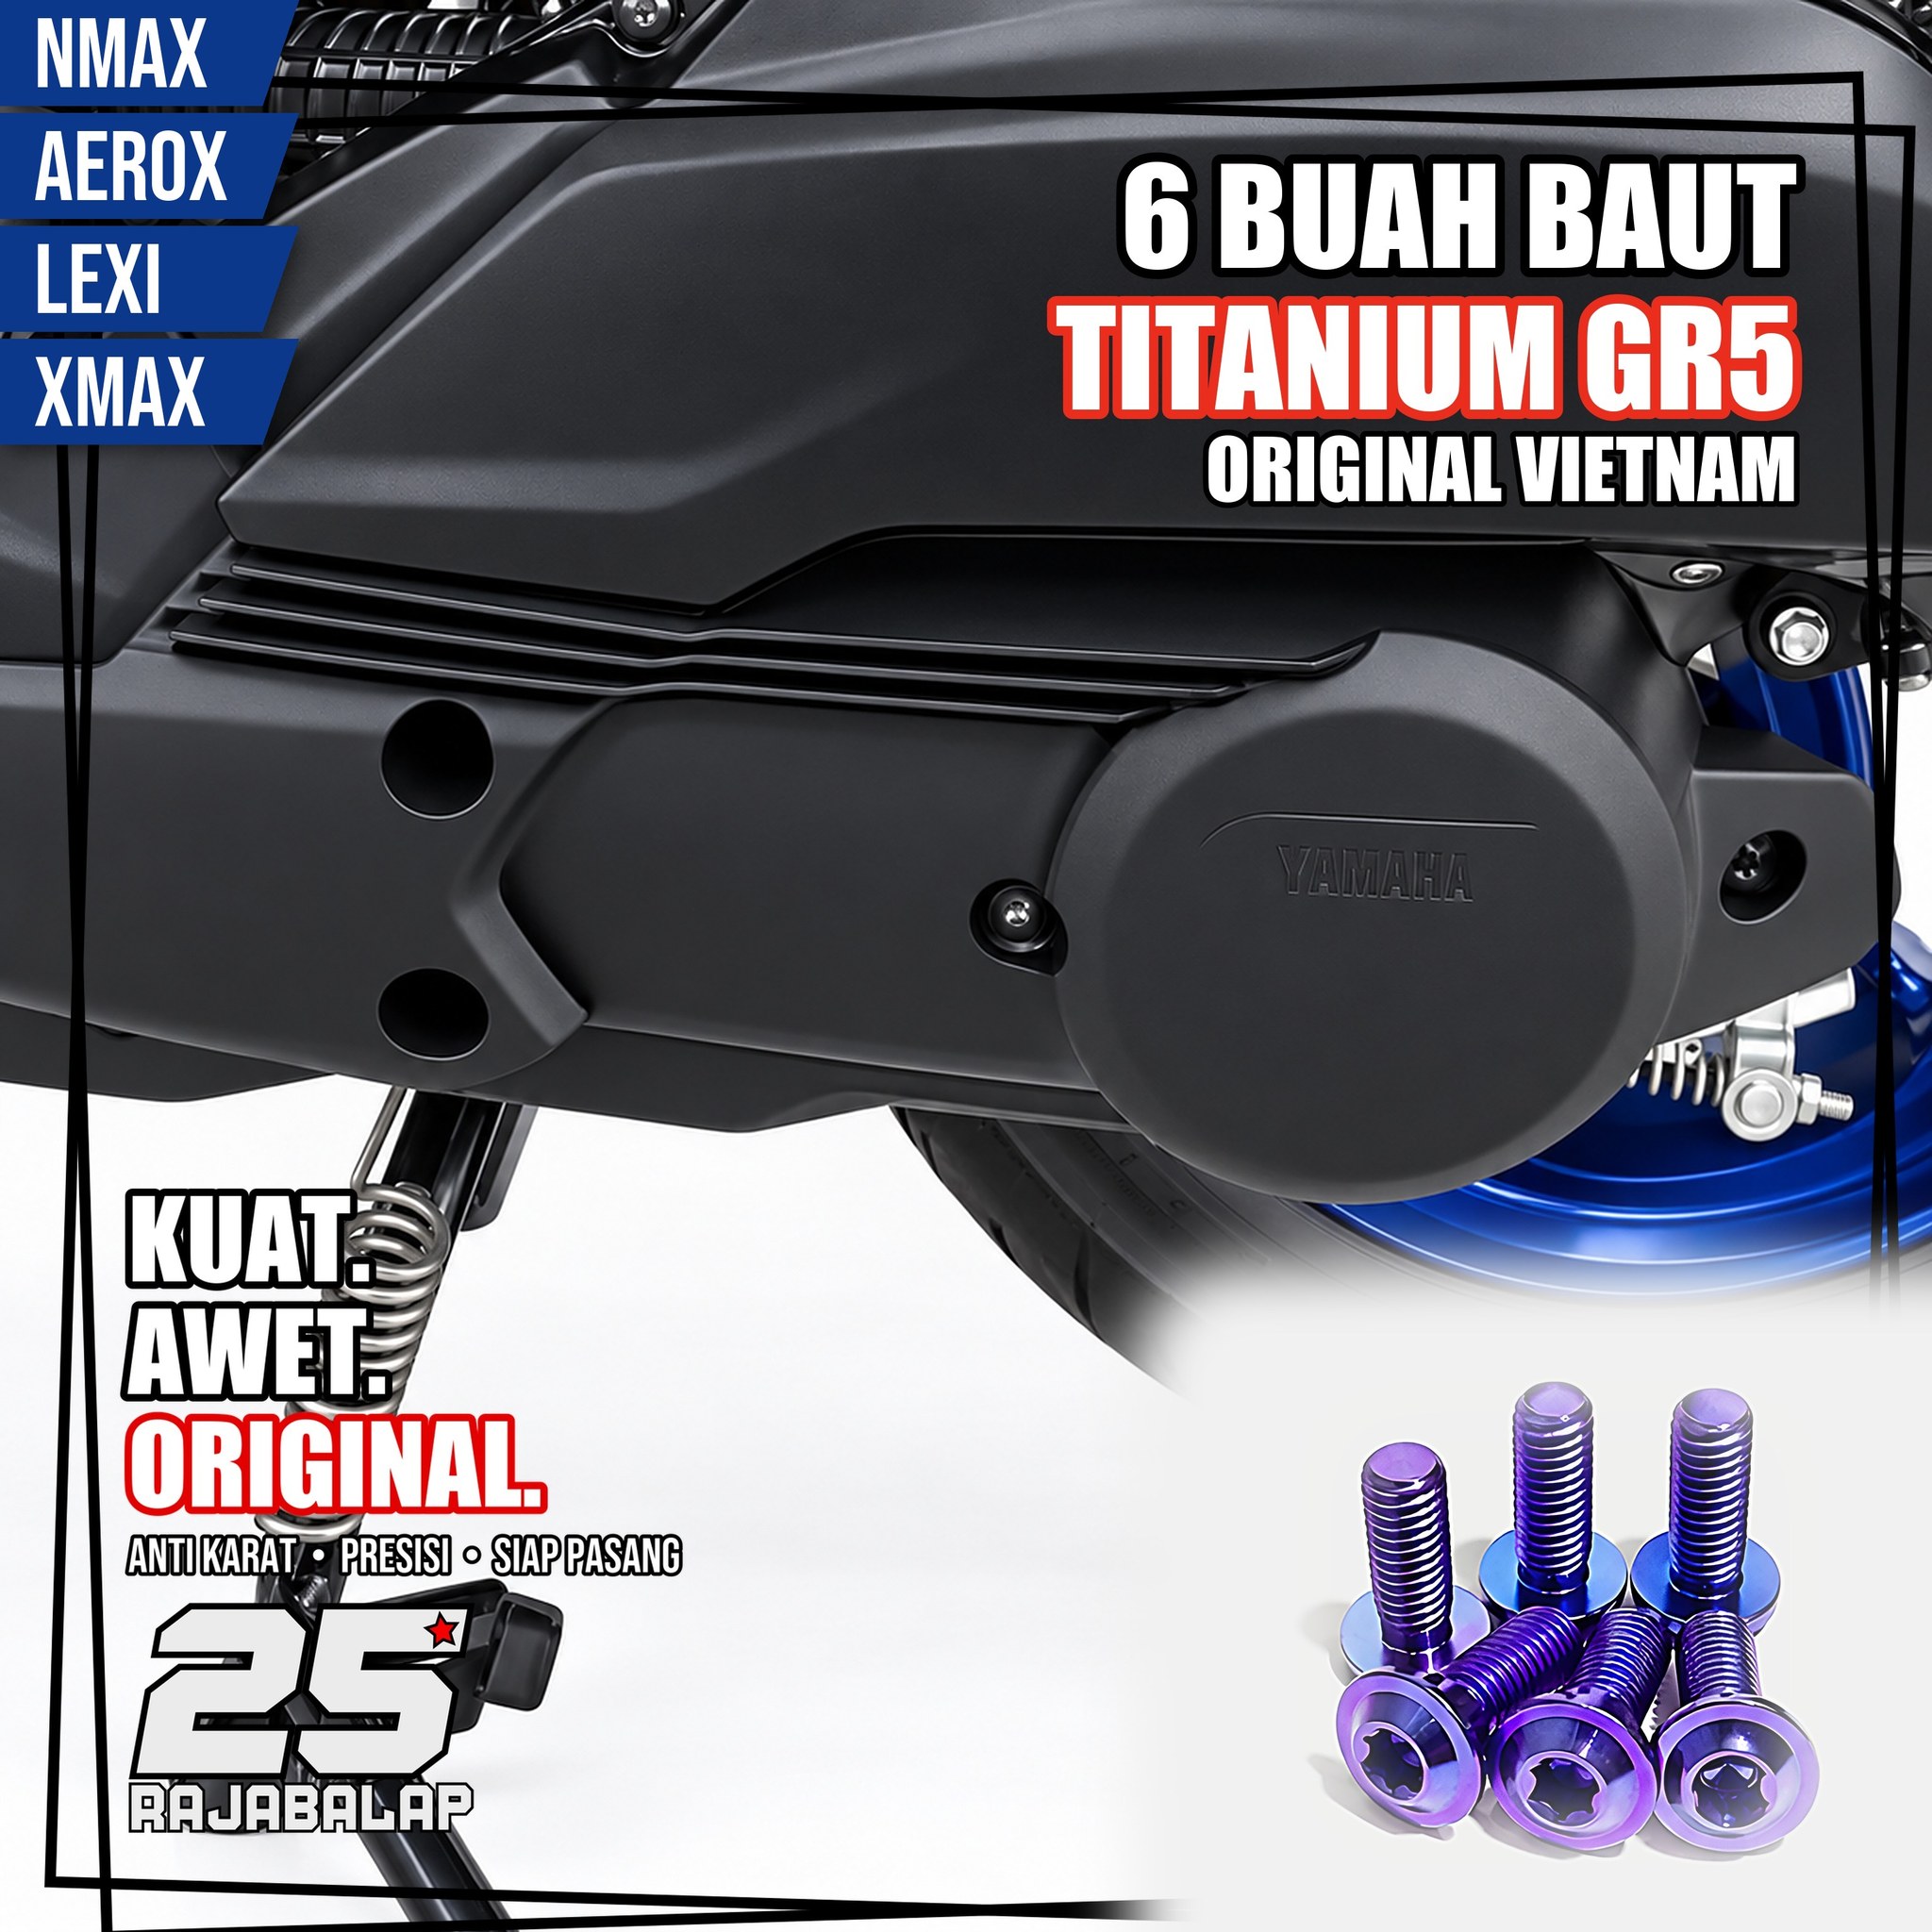 NMAX
AEROX
LEXI
XMAX
6 BUAH BAUT
TITANIUM GR5
ORIGINAL VIETNAM
YAMAHA
KUAT.
AWET.
ORIGINAL.
ANTI KARAT • PRESISI • SIAP PASANG
25
RAJABALAP